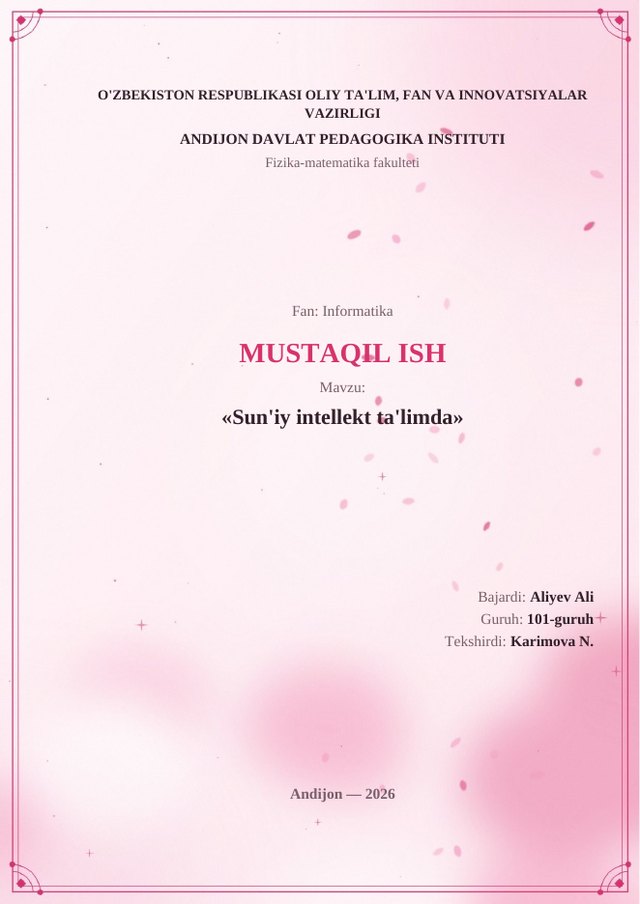 O'ZBEKISTON RESPUBLIKASI OLIY TA'LIM, FAN VA INNOVATSIYALAR
VAZIRLIGI
ANDIJON DAVLAT PEDAGOGIKA INSTITUTI
Fizika-matematika fakulteti
Fan: Informatika
MUSTAQIL ISH
Mavzu:
«Sun'iy intellekt ta'limda»
Bajardi: Aliyev Ali
Guruh: 101-guruh
Tekshirdi: Karimova N.
Andijon — 2026